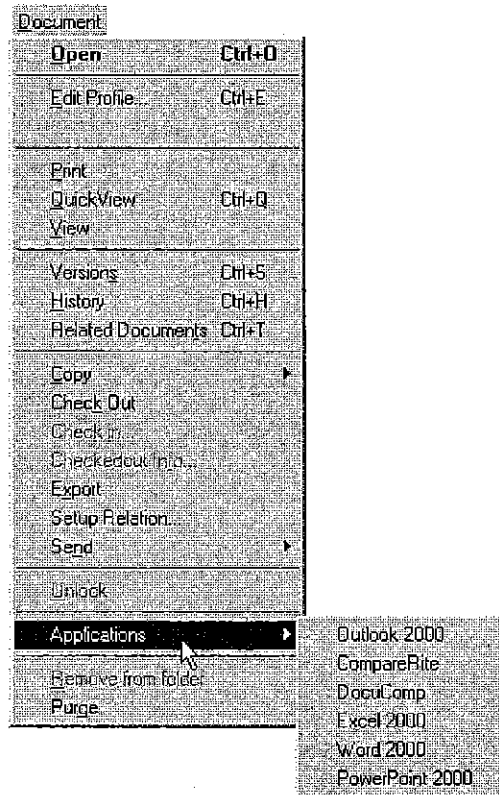 Document
Open Ctrl+O
Edit Profile... Ctrl+E
Print
QuickView Ctrl+Q
View
Versions Ctrl+S
History Ctrl+H
Related Documents Ctrl+T
Copy
Check Out
Check in...
Checkedout Info...
Export
Setup Relation...
Send
Unlock
Applications
Remove from folder
Purge
Outlook 2000
CompareRite
DocuComp
Excel 2000
Word 2000
PowerPoint 2000